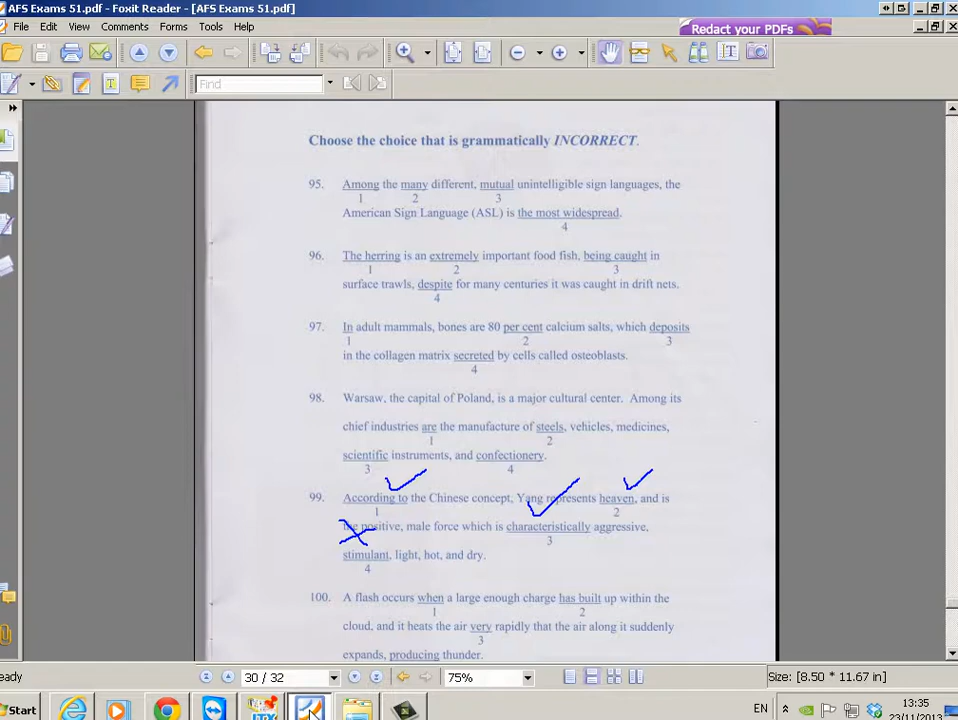 AFS Exams 51.pdf - Foxit Reader - [AFS Exams 51.pdf]
File Edit View Comments Forms Tools Help
Redact your PDFs
Find
Choose the choice that is grammatically INCORRECT.
95. Among the many different, mutual unintelligible sign languages, the
1 2 3
American Sign Language (ASL) is the most widespread.
4
96. The herring is an extremely important food fish, being caught in
1 2 3
surface trawls, despite for many centuries it was caught in drift nets.
4
97. In adult mammals, bones are 80 per cent calcium salts, which deposits
1 2 3
in the collagen matrix secreted by cells called osteoblasts.
4
98. Warsaw, the capital of Poland, is a major cultural center. Among its
chief industries are the manufacture of steels, vehicles, medicines,
1 2
scientific instruments, and confectionery.
3 4
99. According to the Chinese concept, Yang represents heaven, and is
1 2
the positive, male force which is characteristically aggressive,
3
stimulant, light, hot, and dry.
4
100. A flash occurs when a large enough charge has built up within the
1 2
cloud, and it heats the air very rapidly that the air along it suddenly
3
expands, producing thunder.
eady 30 / 32 75% Size: [8.50 * 11.67 in]
Start EN 13:35
23/11/2013